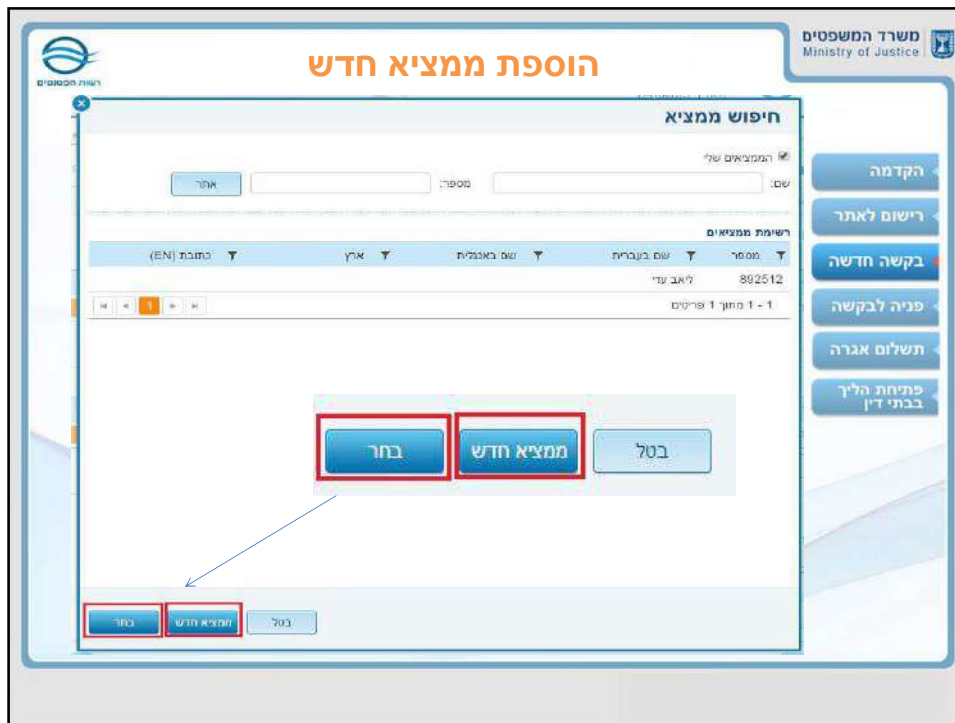 משרד המשפטים
Ministry of Justice
רשות הפטנטים
הוספת ממציא חדש
חיפוש ממציא
הממציאים שלי
שם:
מספר:
אתר
רשימת ממציאים
מספר שם בעברית שם באנגלית ארץ כתובת (EN)
892512 ליאב עדי
1 - 1 מתוך 1 פריטים
1
בטל
ממציא חדש
בחר
בטל
ממציא חדש
בחר
הקדמה
רישום לאתר
בקשה חדשה
פניה לבקשה
תשלום אגרה
פתיחת הליך
בבתי דין